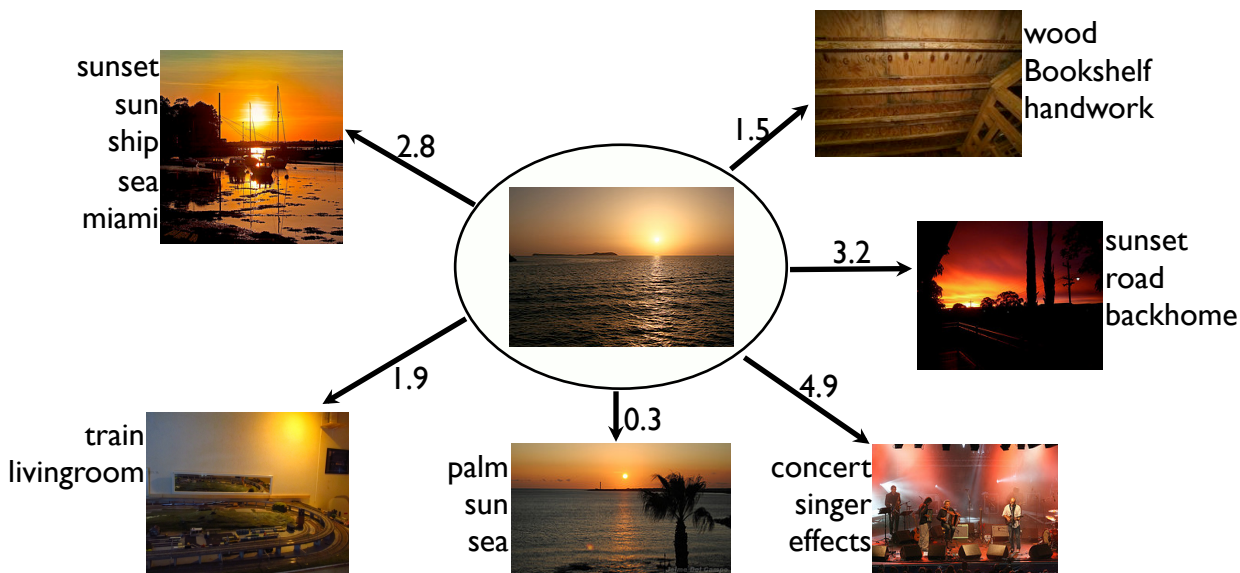 sunset
sun
ship
sea
miami
2.8
wood
Bookshelf
handwork
1.5
sunset
road
backhome
3.2
train
livingroom
1.9
palm
sun
sea
0.3
concert
singer
effects
4.9